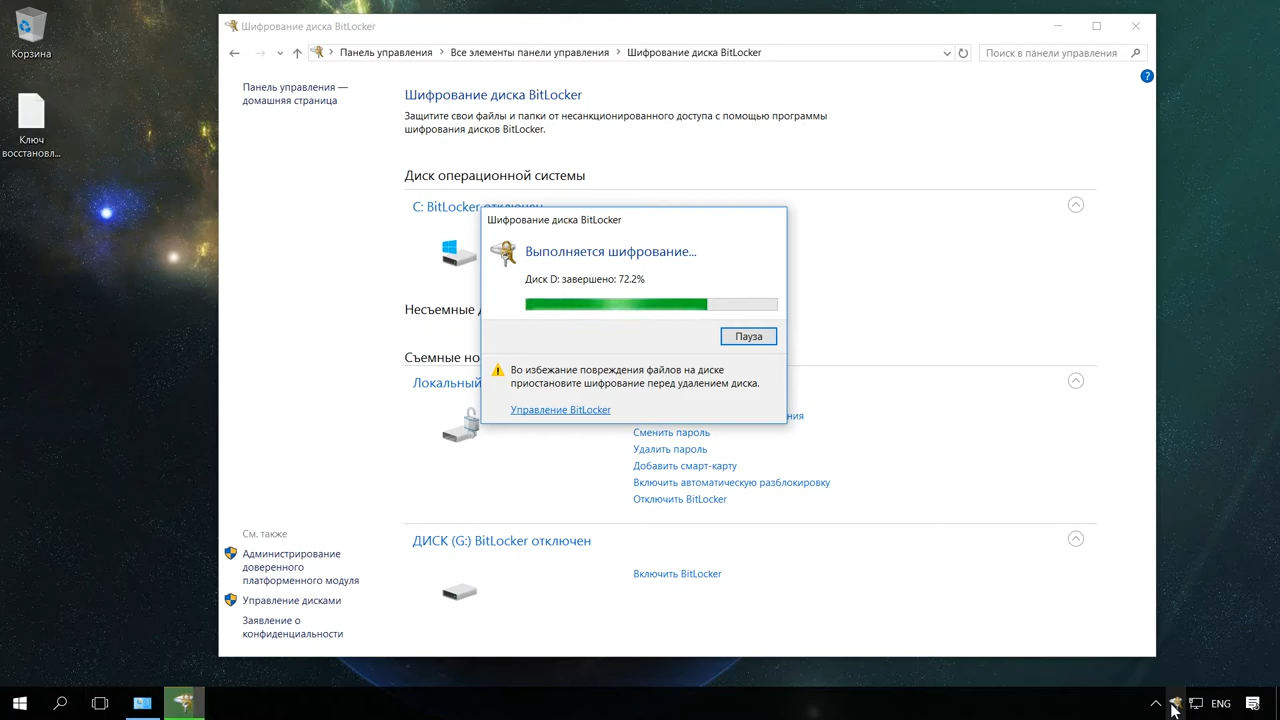 Корзина
Ключ
восстановл...
Шифрование диска BitLocker
Панель управления
Все элементы панели управления
Шифрование диска BitLocker
Поиск в панели управления
Панель управления —
домашняя страница
Шифрование диска BitLocker
Защитите свои файлы и папки от несанкционированного доступа с помощью программы
шифрования дисков BitLocker.
Диск операционной системы
C: BitLocker отключен
Шифрование диска BitLocker
Выполняется шифрование...
Диск D: завершено: 72.2%
Несъемные
Пауза
Съемные
Во избежание повреждения файлов на диске
приостановите шифрование перед удалением диска.
Локальный
Управление BitLocker
Сменить пароль
Удалить пароль
Добавить смарт-карту
Включить автоматическую разблокировку
Отключить BitLocker
ДИСК (G:) BitLocker отключен
Включить BitLocker
См. также
Администрирование
доверенного
платформенного модуля
Управление дисками
Заявление о
конфиденциальности
ENG